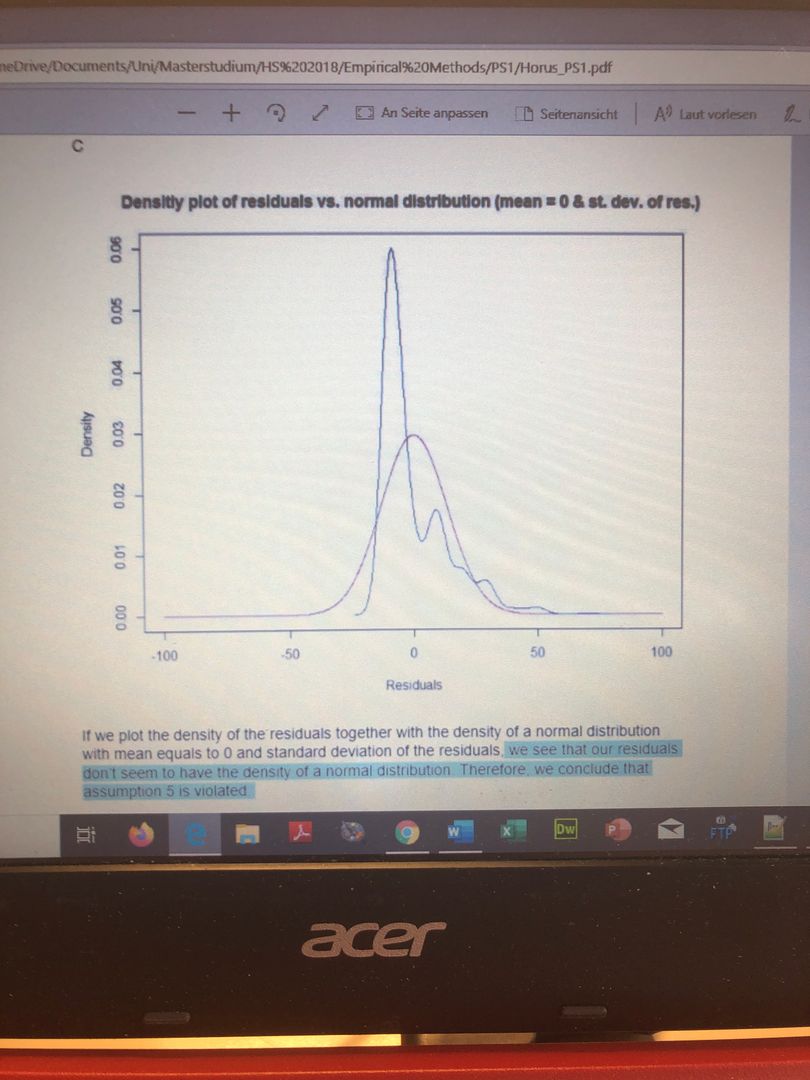 neDrive/Documents/Uni/Masterstudium/HS%202018/Empirical%20Methods/PS1/Horus_PS1.pdf
An Seite anpassen
Seitenansicht
A Laut vorlesen
C
Densitiy plot of residuals vs. normal distribution (mean = 0 & st. dev. of res.)
Density
0.06
0.05
0.04
0.03
0.02
0.01
0.00
-100 -50 0 50 100
Residuals
If we plot the density of the residuals together with the density of a normal distribution
with mean equals to 0 and standard deviation of the residuals, we see that our residuals
don't seem to have the density of a normal distribution. Therefore, we conclude that
assumption 5 is violated.
W X Dw P FTP
acer